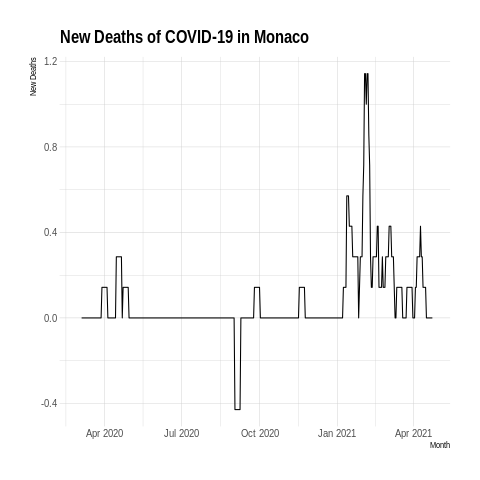 New Deaths of COVID-19 in Monaco
New Deaths
1.2
0.8
0.4
0.0
-0.4
Apr 2020 Jul 2020 Oct 2020 Jan 2021 Apr 2021
Month